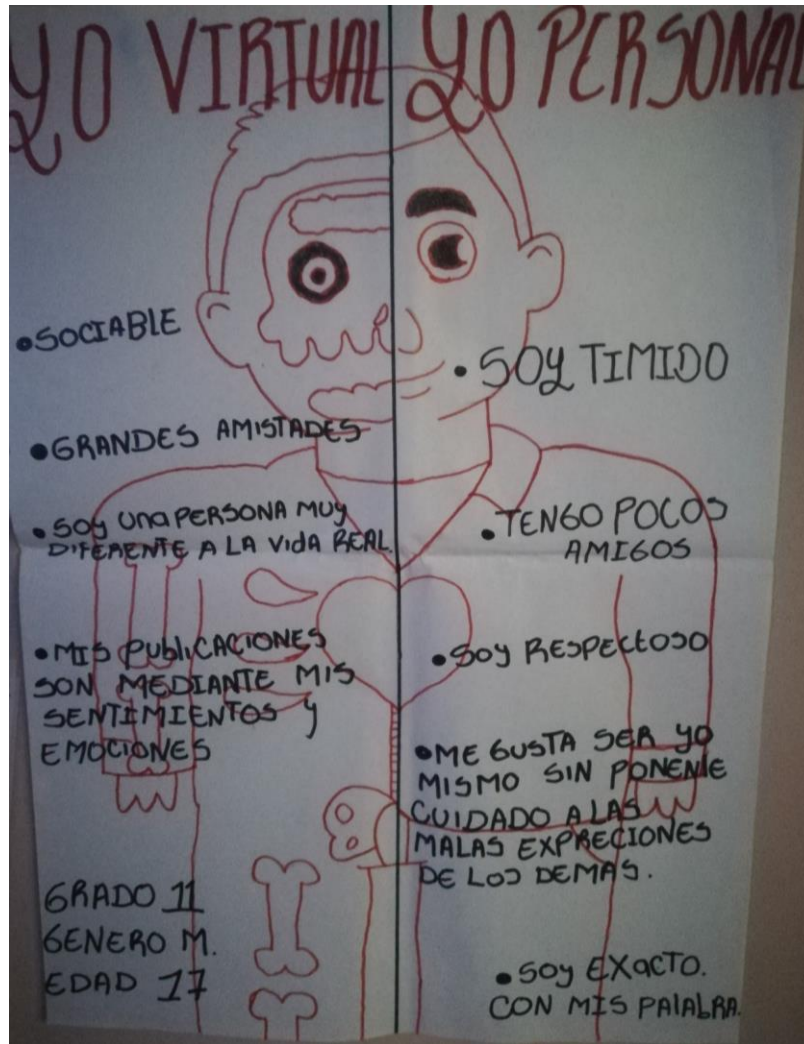 YO VIRTUAL
•SOCIABLE
•GRANDES AMISTADES
•SOY UNA PERSONA MUY
DIFERENTE A LA VIDA REAL.
•MIS PUBLICACIONES
SON MEDIANTE MIS
SENTIMIENTOS Y
EMOCIONES
GRADO 11
GENERO M.
EDAD 17
YO PERSONAL
•SOY TIMIDO
•TENGO POCOS
AMIGOS
•SOY RESPECTOSO
•ME GUSTA SER YO
MISMO SIN PONERLE
CUIDADO A LAS
MALAS EXPRECIONES
DE LOS DEMAS.
•SOY EXACTO.
CON MIS PALABRA.